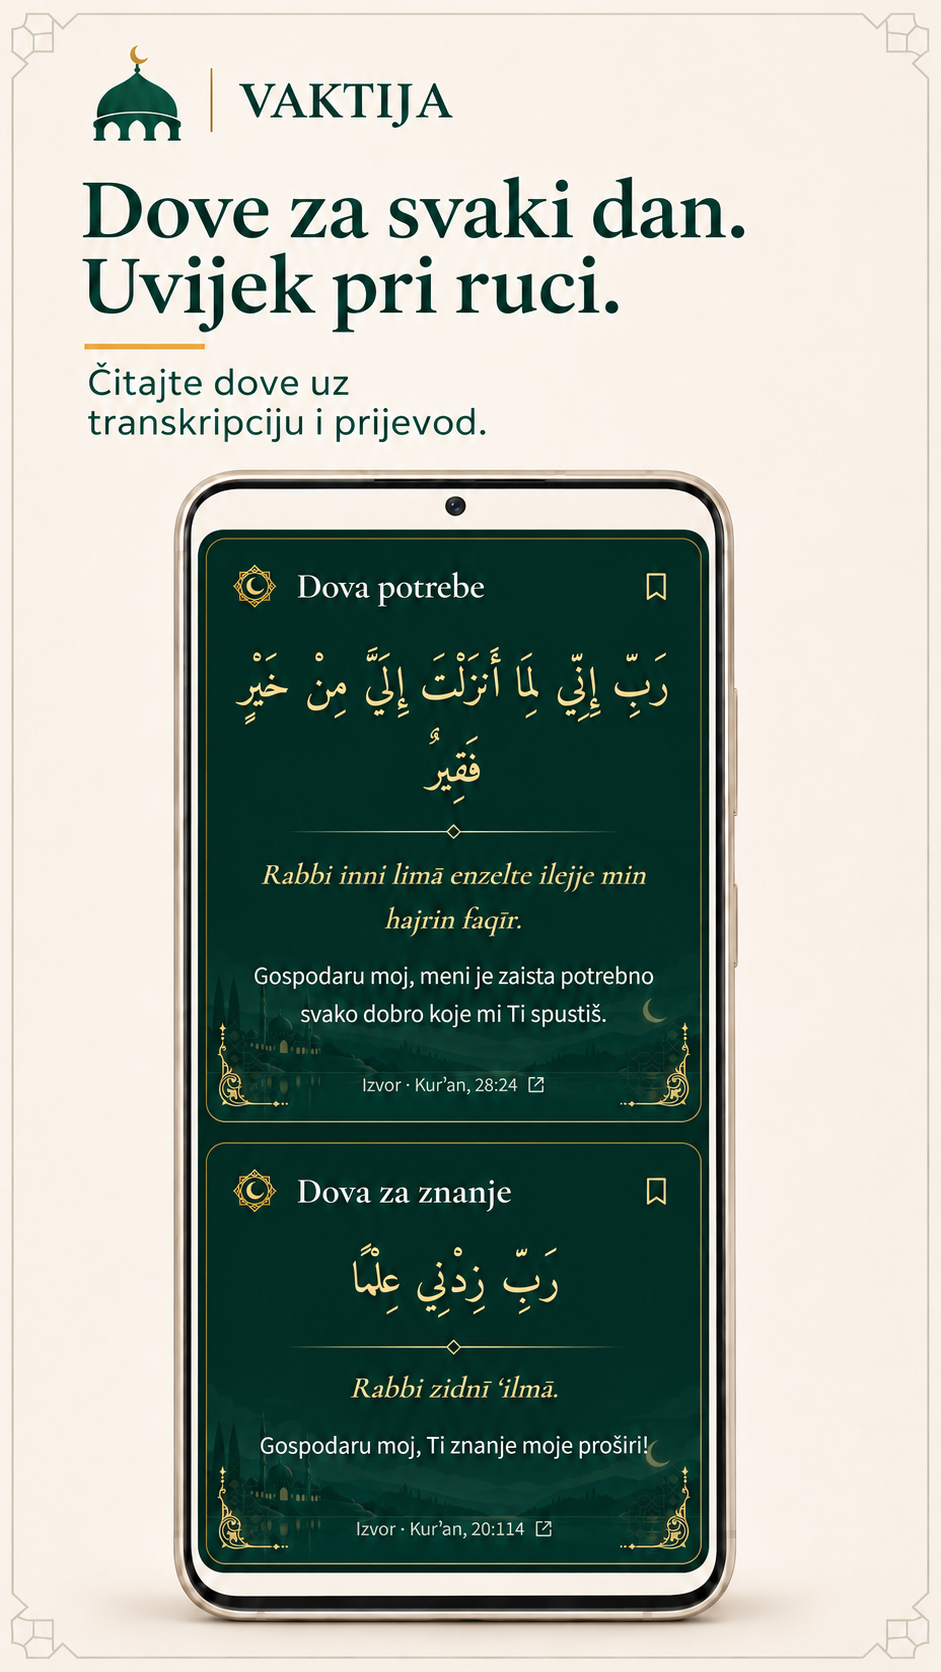 VAKTIJA
Dove za svaki dan.
Uvijek pri ruci.
Čitajte dove uz
transkripciju i prijevod.
Dova potrebe
رَبِّ إِنِّي لِمَا أَنزَلْتَ إِلَيَّ مِنْ خَيْرٍ
فَقِيرٌ
Rabbi inni limā enzelte ilejje min
hajrin faqīr.
Gospodaru moj, meni je zaista potrebno
svako dobro koje mi Ti spustiš.
Izvor · Kur’an, 28:24
Dova za znanje
رَبِّ زِدْنِي عِلْمًا
Rabbi zidnī ‘ilmā.
Gospodaru moj, Ti znanje moje proširi!
Izvor · Kur’an, 20:114